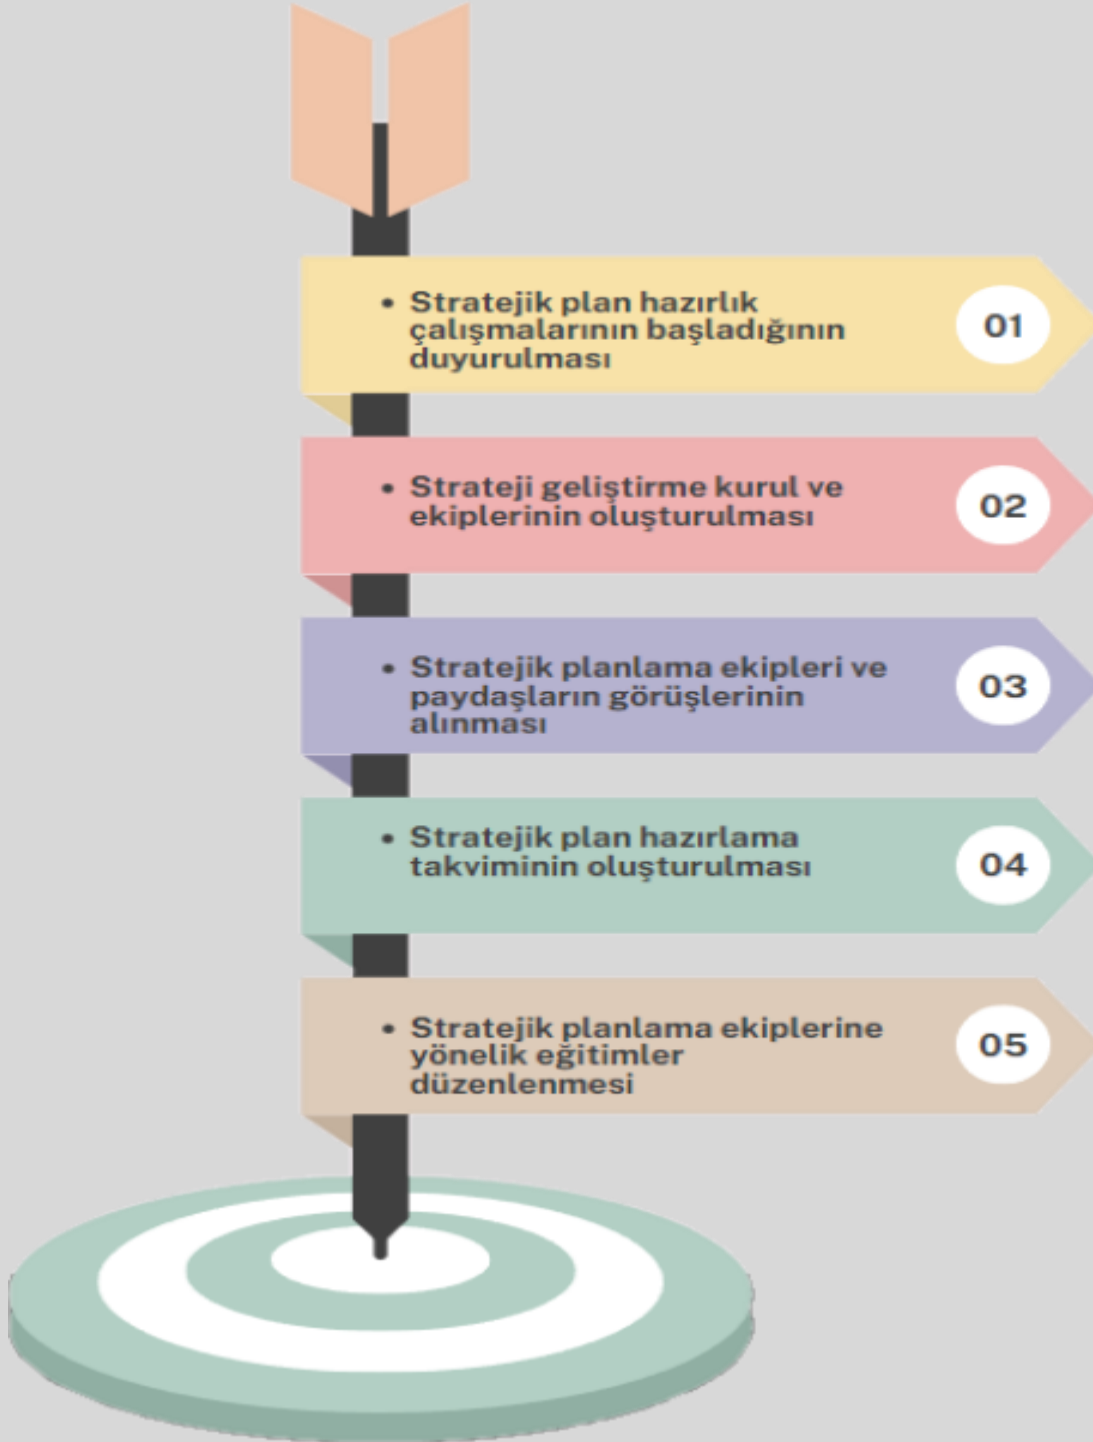 • Stratejik plan hazırlık
çalışmalarının başladığının
duyurulması
01
• Strateji geliştirme kurul ve
ekiplerinin oluşturulması
02
• Stratejik planlama ekipleri ve
paydaşların görüşlerinin
alınması
03
• Stratejik plan hazırlama
takviminin oluşturulması
04
• Stratejik planlama ekiplerine
yönelik eğitimler
düzenlenmesi
05